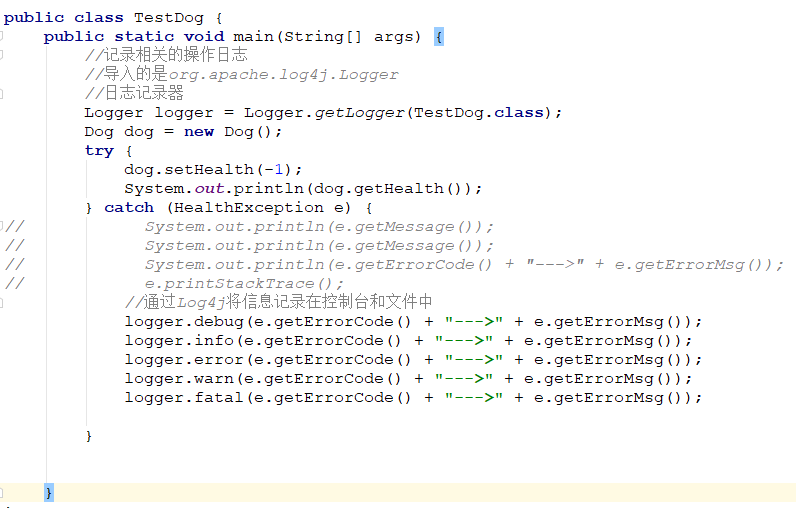 public class TestDog {
    public static void main(String[] args) {
        //记录相关的操作日志
        //导入的是org.apache.log4j.Logger
        //日志记录器
        Logger logger = Logger.getLogger(TestDog.class);
        Dog dog = new Dog();
        try {
            dog.setHealth(-1);
            System.out.println(dog.getHealth());
        } catch (HealthException e) {
//            System.out.println(e.getMessage());
//            System.out.println(e.getMessage());
//            System.out.println(e.getErrorCode() + "--->" + e.getErrorMsg());
//            e.printStackTrace();
            //通过Log4j将信息记录在控制台和文件中
            logger.debug(e.getErrorCode() + "--->" + e.getErrorMsg());
            logger.info(e.getErrorCode() + "--->" + e.getErrorMsg());
            logger.error(e.getErrorCode() + "--->" + e.getErrorMsg());
            logger.warn(e.getErrorCode() + "--->" + e.getErrorMsg());
            logger.fatal(e.getErrorCode() + "--->" + e.getErrorMsg());
        }
    }